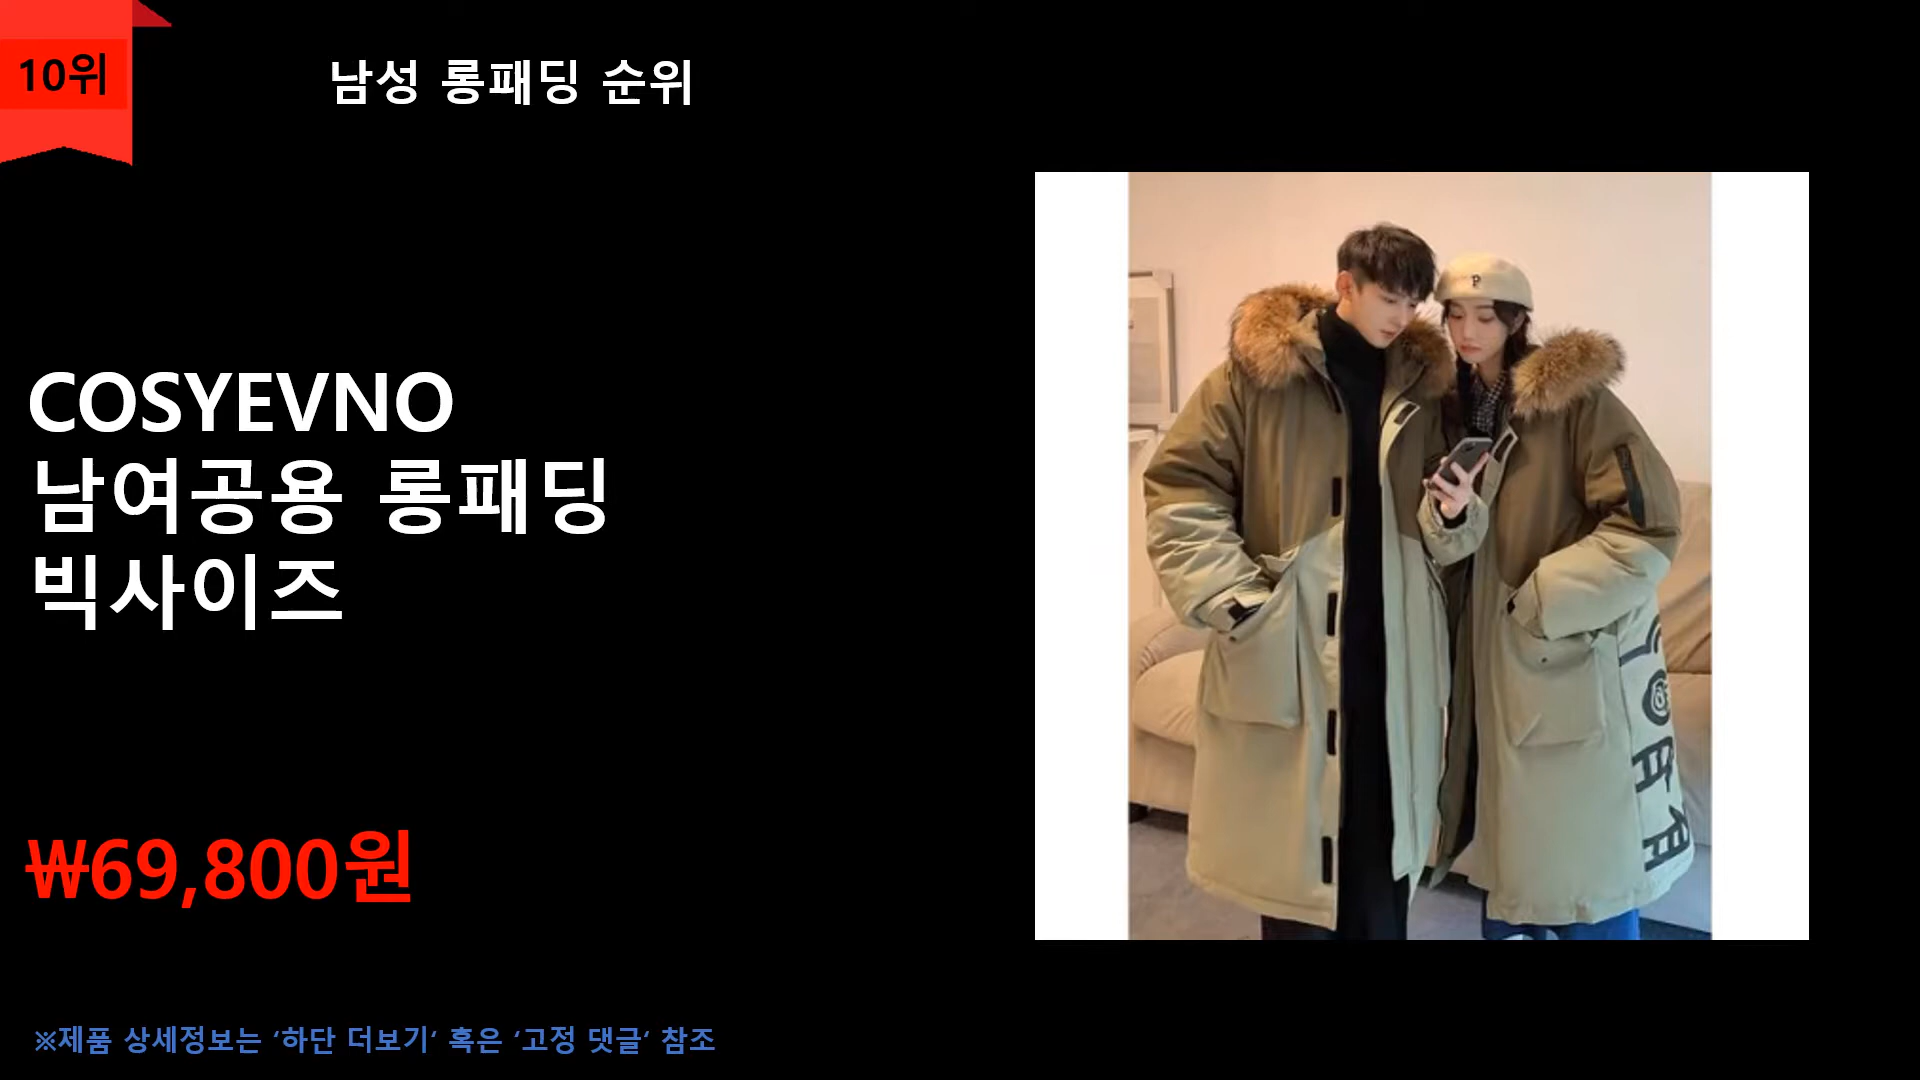 10위
남성 롱패딩 순위
COSYEVNO
남여공용 롱패딩
빅사이즈
₩69,800원
※제품 상세정보는 ‘하단 더보기‘ 혹은 ‘고정 댓글‘ 참조
P